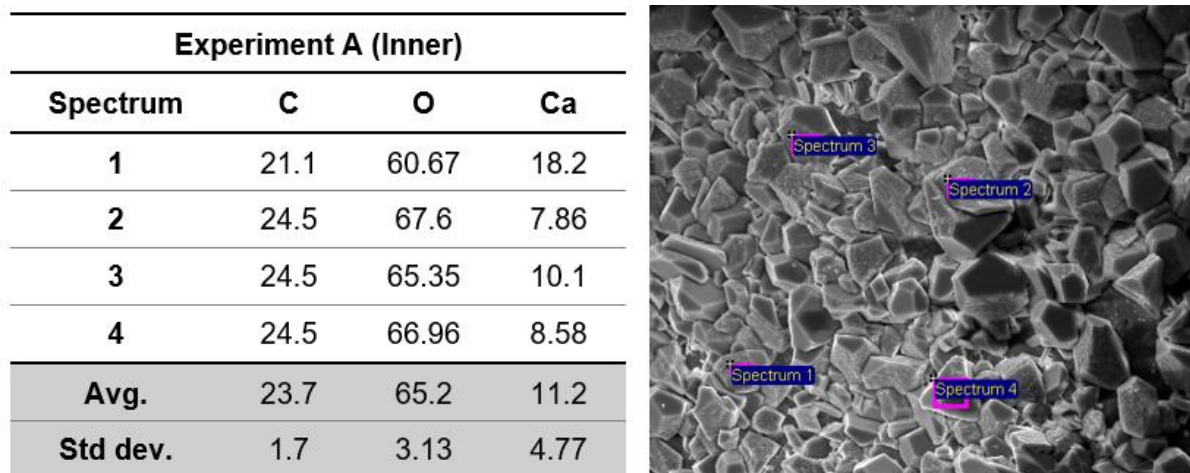 Experiment A (Inner)
Spectrum C O Ca
1 21.1 60.67 18.2
2 24.5 67.6 7.86
3 24.5 65.35 10.1
4 24.5 66.96 8.58
Avg. 23.7 65.2 11.2
Std dev. 1.7 3.13 4.77
Spectrum 3
Spectrum 2
Spectrum 1
Spectrum 4